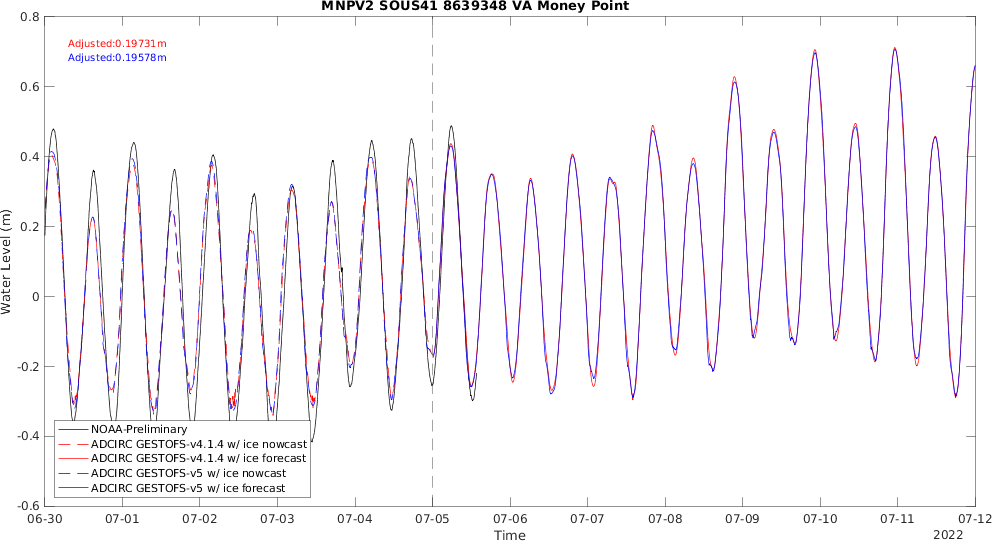 MNPV2 SOUS41 8639348 VA Money Point
Adjusted:0.19731m
Adjusted:0.19578m
0.8
0.6
0.4
0.2
0
-0.2
-0.4
-0.6
Water Level (m)
NOAA-Preliminary
ADCIRC GESTOFS-v4.1.4 w/ ice nowcast
ADCIRC GESTOFS-v4.1.4 w/ ice forecast
ADCIRC GESTOFS-v5 w/ ice nowcast
ADCIRC GESTOFS-v5 w/ ice forecast
06-30 07-01 07-02 07-03 07-04 07-05 07-06 07-07 07-08 07-09 07-10 07-11 07-12
Time
2022